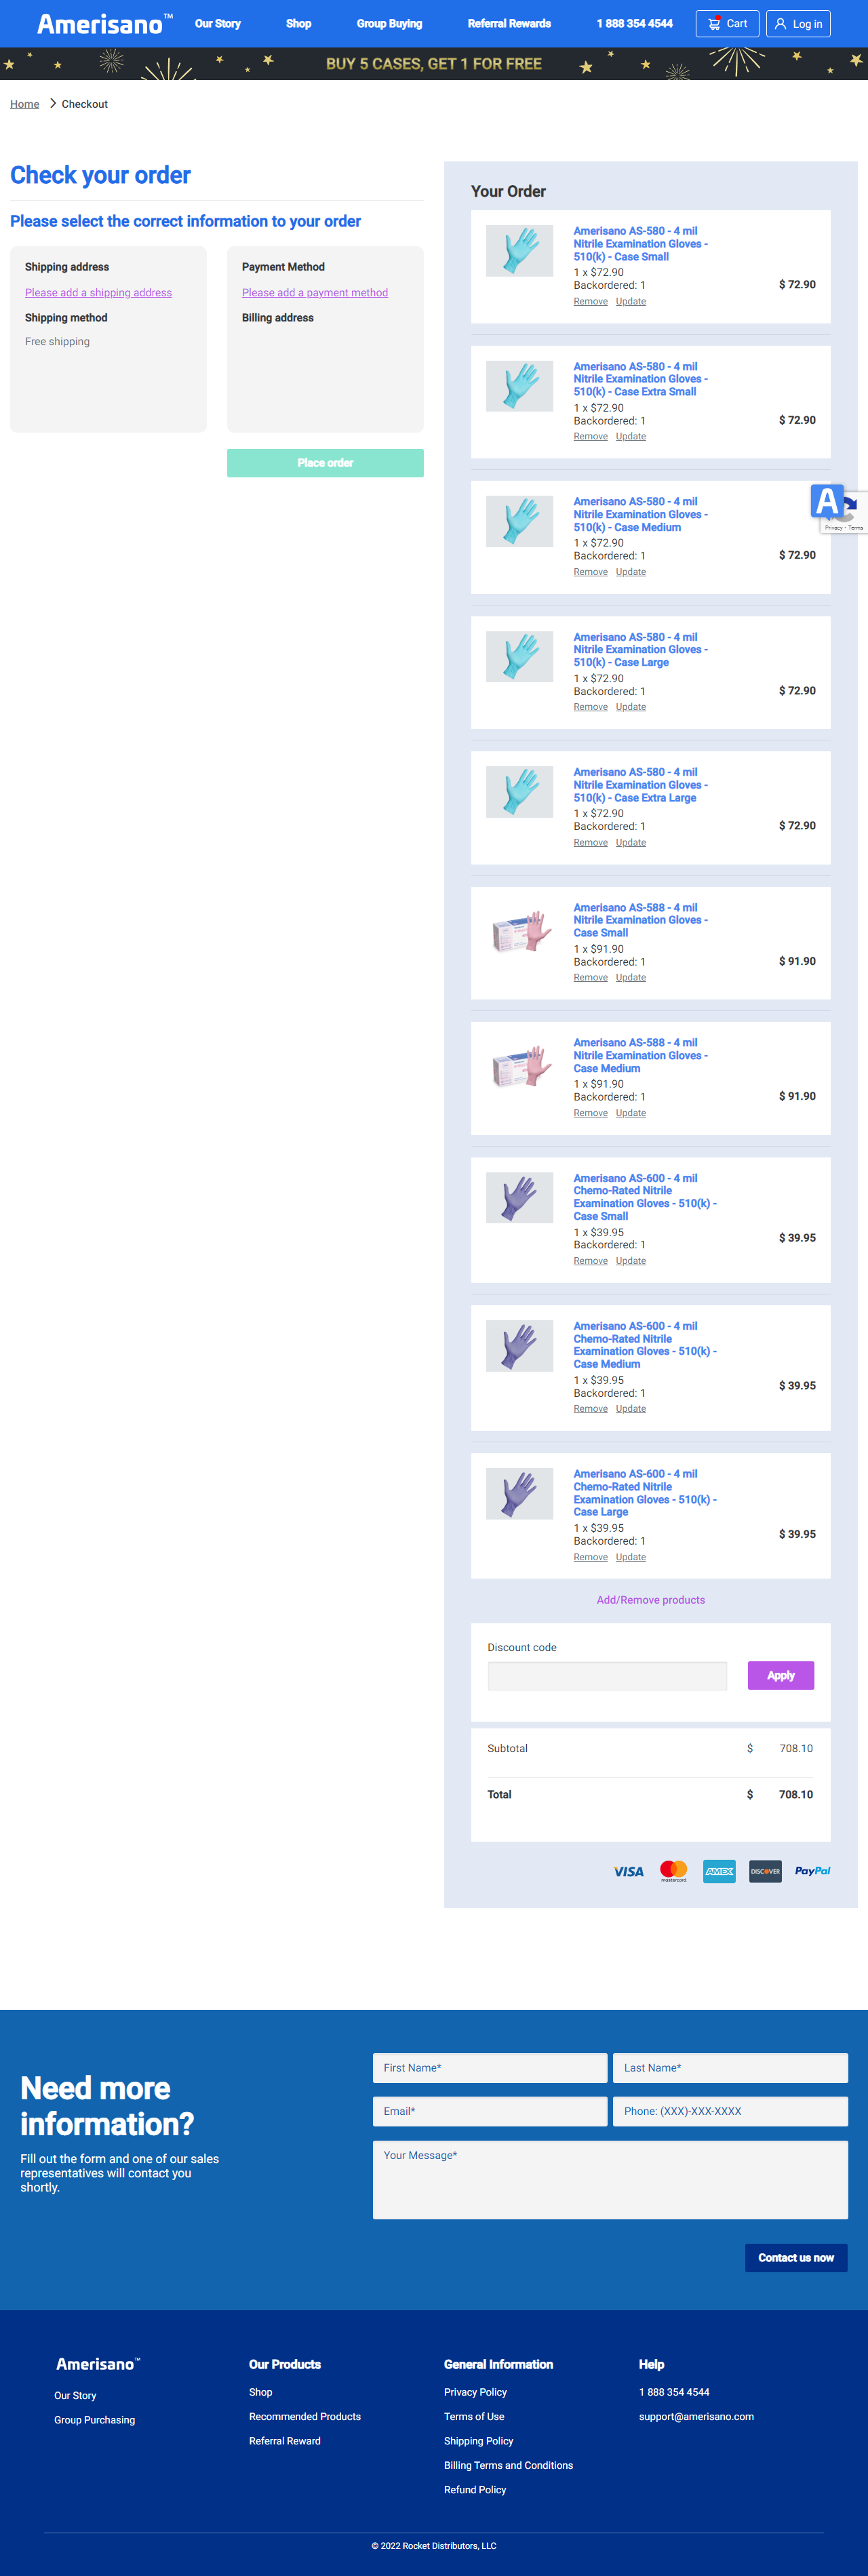 Amerisano™
Our Story
Shop
Group Buying
Referral Rewards
1 888 354 4544
Cart
Log in
BUY 5 CASES, GET 1 FOR FREE
Home
Checkout
Check your order
Please select the correct information to your order
Shipping address
Please add a shipping address
Shipping method
Free shipping
Payment Method
Please add a payment method
Billing address
Place order
Your Order
Amerisano AS-580 - 4 mil
Nitrile Examination Gloves -
510(k) - Case Small
1 x $72.90
Backordered: 1
Remove Update
$ 72.90
Amerisano AS-580 - 4 mil
Nitrile Examination Gloves -
510(k) - Case Extra Small
1 x $72.90
Backordered: 1
Remove Update
$ 72.90
Amerisano AS-580 - 4 mil
Nitrile Examination Gloves -
510(k) - Case Medium
1 x $72.90
Backordered: 1
Remove Update
$ 72.90
A
Privacy - Terms
Amerisano AS-580 - 4 mil
Nitrile Examination Gloves -
510(k) - Case Large
1 x $72.90
Backordered: 1
Remove Update
$ 72.90
Amerisano AS-580 - 4 mil
Nitrile Examination Gloves -
510(k) - Case Extra Large
1 x $72.90
Backordered: 1
Remove Update
$ 72.90
Amerisano AS-588 - 4 mil
Nitrile Examination Gloves -
Case Small
1 x $91.90
Backordered: 1
Remove Update
$ 91.90
Amerisano AS-588 - 4 mil
Nitrile Examination Gloves -
Case Medium
1 x $91.90
Backordered: 1
Remove Update
$ 91.90
Amerisano AS-600 - 4 mil
Chemo-Rated Nitrile
Examination Gloves - 510(k) -
Case Small
1 x $39.95
Backordered: 1
Remove Update
$ 39.95
Amerisano AS-600 - 4 mil
Chemo-Rated Nitrile
Examination Gloves - 510(k) -
Case Medium
1 x $39.95
Backordered: 1
Remove Update
$ 39.95
Amerisano AS-600 - 4 mil
Chemo-Rated Nitrile
Examination Gloves - 510(k) -
Case Large
1 x $39.95
Backordered: 1
Remove Update
$ 39.95
Add/Remove products
Discount code
Apply
Subtotal $ 708.10
Total $ 708.10
VISA mastercard AMEX DISCOVER PayPal
Need more
information?
Fill out the form and one of our sales
representatives will contact you
shortly.
First Name*
Last Name*
Email*
Phone: (XXX)-XXX-XXXX
Your Message*
Contact us now
Amerisano™
Our Story
Group Purchasing
Our Products
Shop
Recommended Products
Referral Reward
General Information
Privacy Policy
Terms of Use
Shipping Policy
Billing Terms and Conditions
Refund Policy
Help
1 888 354 4544
support@amerisano.com
© 2022 Rocket Distributors, LLC